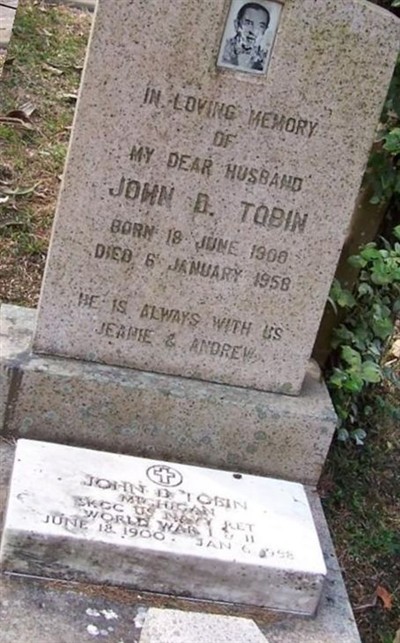 IN LOVING MEMORY
OF
MY DEAR HUSBAND
JOHN D. TOBIN
BORN 18 JUNE 1900
DIED 6 JANUARY 1958
HE IS ALWAYS WITH US
JEANIE & ANDREW
JOHN D TOBIN
MICHIGAN
SKGC US NAVY RET
WORLD WAR I & II
JUNE 18 1900 JAN 6 1958